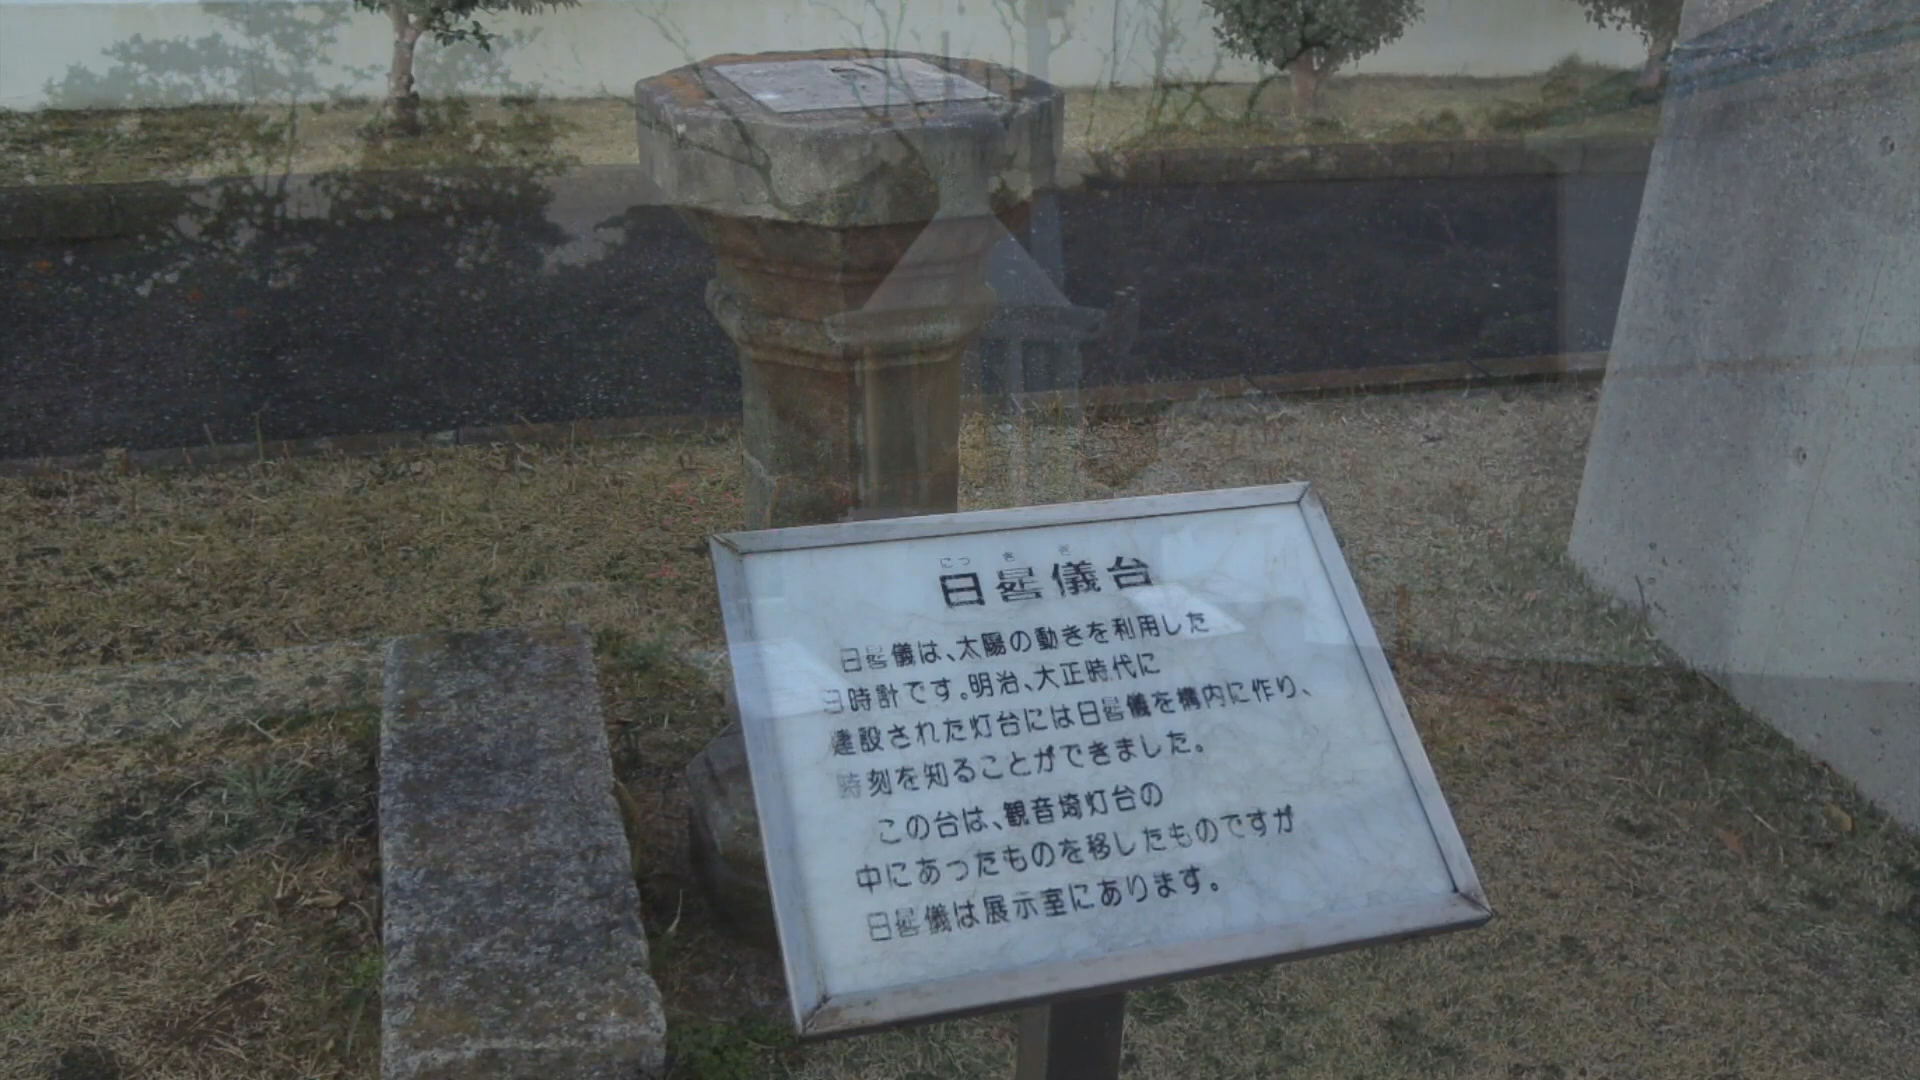 にっ き ぎ
日晷儀台
日晷儀は、太陽の動きを利用した
日時計です。明治、大正時代に
建設された灯台には日晷儀を構内に作り、
時刻を知ることができました。
この台は、観音埼灯台の
中にあったものを移したものですが
日晷儀は展示室にあります。